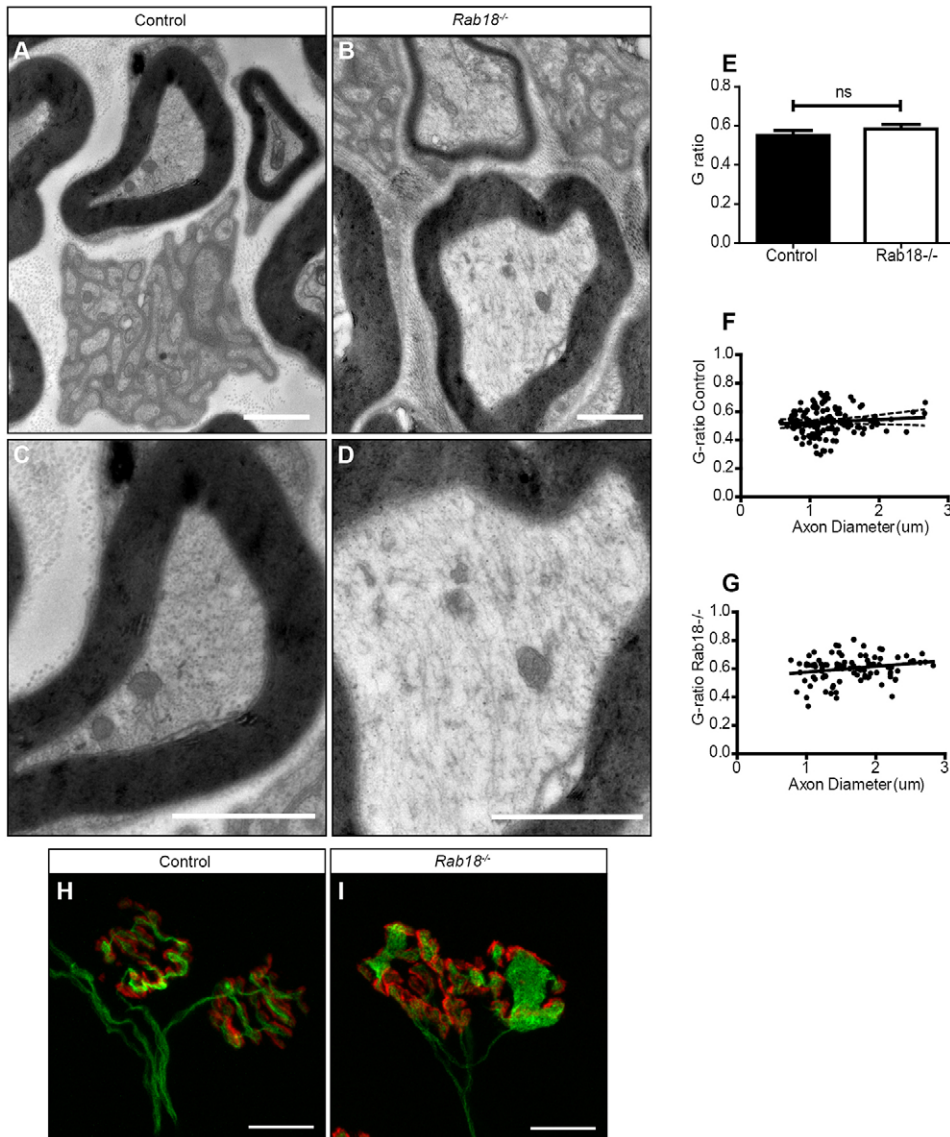 Control
Rab18-/-
A
B
C
D
E
G ratio
0.8
0.6
0.4
0.2
0.0
ns
Control
Rab18-/-
F
G-ratio Control
1.0
0.8
0.6
0.4
0.2
0.0
0
1
2
3
Axon Diameter(um)
G
G-ratio Rab18-/-
1.0
0.8
0.6
0.4
0.2
0.0
0
1
2
3
Axon Diameter(um)
Control
Rab18-/-
H
I